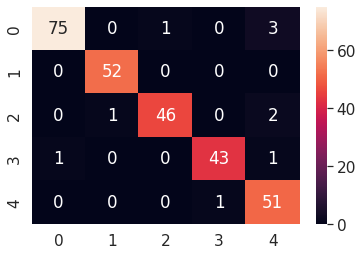 0 75 0 1 0 3
1 0 52 0 0 0
2 0 1 46 0 2
3 1 0 0 43 1
4 0 0 0 1 51
0 1 2 3 4
60
40
20
0